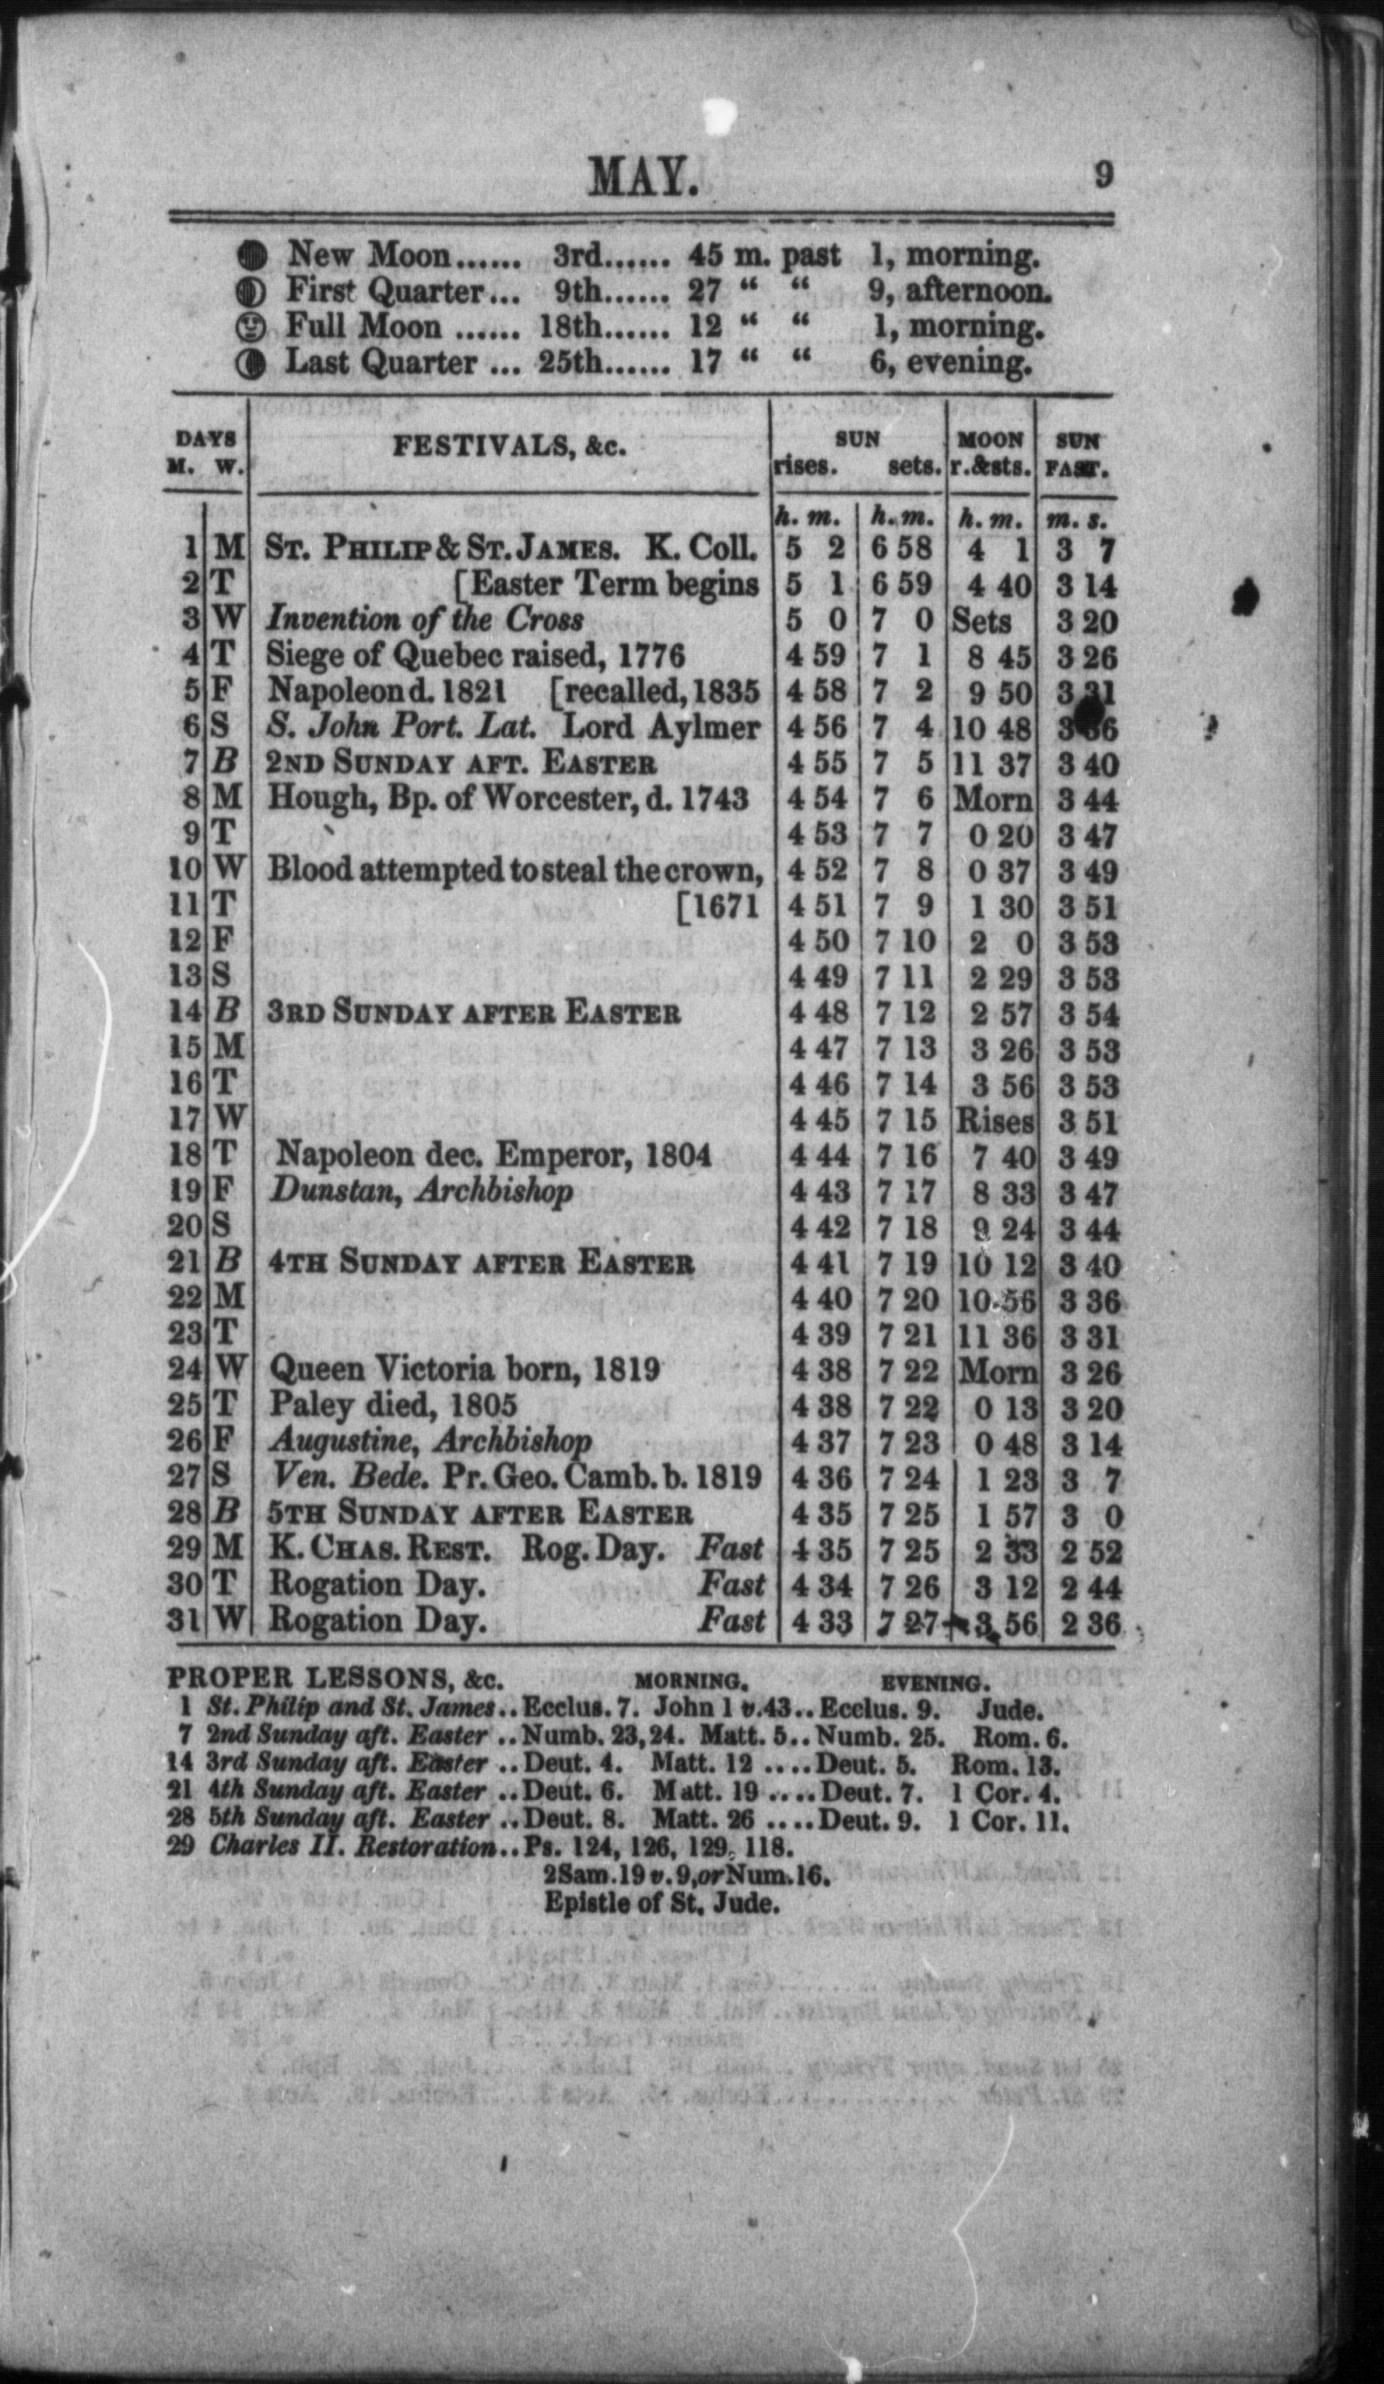 MAY. 9
New Moon...... 3rd...... 45 m. past 1, morning.
First Quarter... 9th...... 27 “ “ 9, afternoon.
Full Moon ...... 18th...... 12 “ “ 1, morning.
Last Quarter ... 25th...... 17 “ “ 6, evening.
DAYS FESTIVALS, &c. SUN MOON SUN
M. W. rises. sets. r.&sts. FAST.
h. m. h. m. h. m. m. s.
1 M ST. PHILIP & ST. JAMES. K. Coll. 5 2 6 58 4 1 3 7
2 T [Easter Term begins 5 1 6 59 4 40 3 14
3 W Invention of the Cross 5 0 7 0 Sets 3 20
4 T Siege of Quebec raised, 1776 4 59 7 1 8 45 3 26
5 F Napoleon d. 1821 [recalled, 1835 4 58 7 2 9 50 3 31
6 S S. John Port. Lat. Lord Aylmer 4 56 7 4 10 48 3 36
7 B 2ND SUNDAY AFT. EASTER 4 55 7 5 11 37 3 40
8 M Hough, Bp. of Worcester, d. 1743 4 54 7 6 Morn 3 44
9 T 4 53 7 7 0 20 3 47
10 W Blood attempted to steal the crown, 4 52 7 8 0 37 3 49
11 T [1671 4 51 7 9 1 30 3 51
12 F 4 50 7 10 2 0 3 53
13 S 4 49 7 11 2 29 3 53
14 B 3RD SUNDAY AFTER EASTER 4 48 7 12 2 57 3 54
15 M 4 47 7 13 3 26 3 53
16 T 4 46 7 14 3 56 3 53
17 W 4 45 7 15 Rises 3 51
18 T Napoleon dec. Emperor, 1804 4 44 7 16 7 40 3 49
19 F Dunstan, Archbishop 4 43 7 17 8 33 3 47
20 S 4 42 7 18 9 24 3 44
21 B 4TH SUNDAY AFTER EASTER 4 41 7 19 10 12 3 40
22 M 4 40 7 20 10 56 3 36
23 T 4 39 7 21 11 36 3 31
24 W Queen Victoria born, 1819 4 38 7 22 Morn 3 26
25 T Paley died, 1805 4 38 7 22 0 13 3 20
26 F Augustine, Archbishop 4 37 7 23 0 48 3 14
27 S Ven. Bede. Pr. Geo. Camb. b. 1819 4 36 7 24 1 23 3 7
28 B 5TH SUNDAY AFTER EASTER 4 35 7 25 1 57 3 0
29 M K. CHAS. REST. Rog. Day. Fast 4 35 7 25 2 33 2 52
30 T Rogation Day. Fast 4 34 7 26 3 12 2 44
31 W Rogation Day. Fast 4 33 7 27 3 56 2 36
PROPER LESSONS, &c. MORNING. EVENING.
1 St. Philip and St. James.. Ecclus. 7. John 1 v.43.. Ecclus. 9. Jude.
7 2nd Sunday aft. Easter .. Numb. 23, 24. Matt. 5.. Numb. 25. Rom. 6.
14 3rd Sunday aft. Easter .. Deut. 4. Matt. 12 .... Deut. 5. Rom. 13.
21 4th Sunday aft. Easter .. Deut. 6. Matt. 19 .... Deut. 7. 1 Cor. 4.
28 5th Sunday aft. Easter .. Deut. 8. Matt. 26 .... Deut. 9. 1 Cor. 11.
29 Charles II. Restoration.. Ps. 124, 126, 129, 118.
2 Sam. 19 v. 9, or Num. 16.
Epistle of St. Jude.